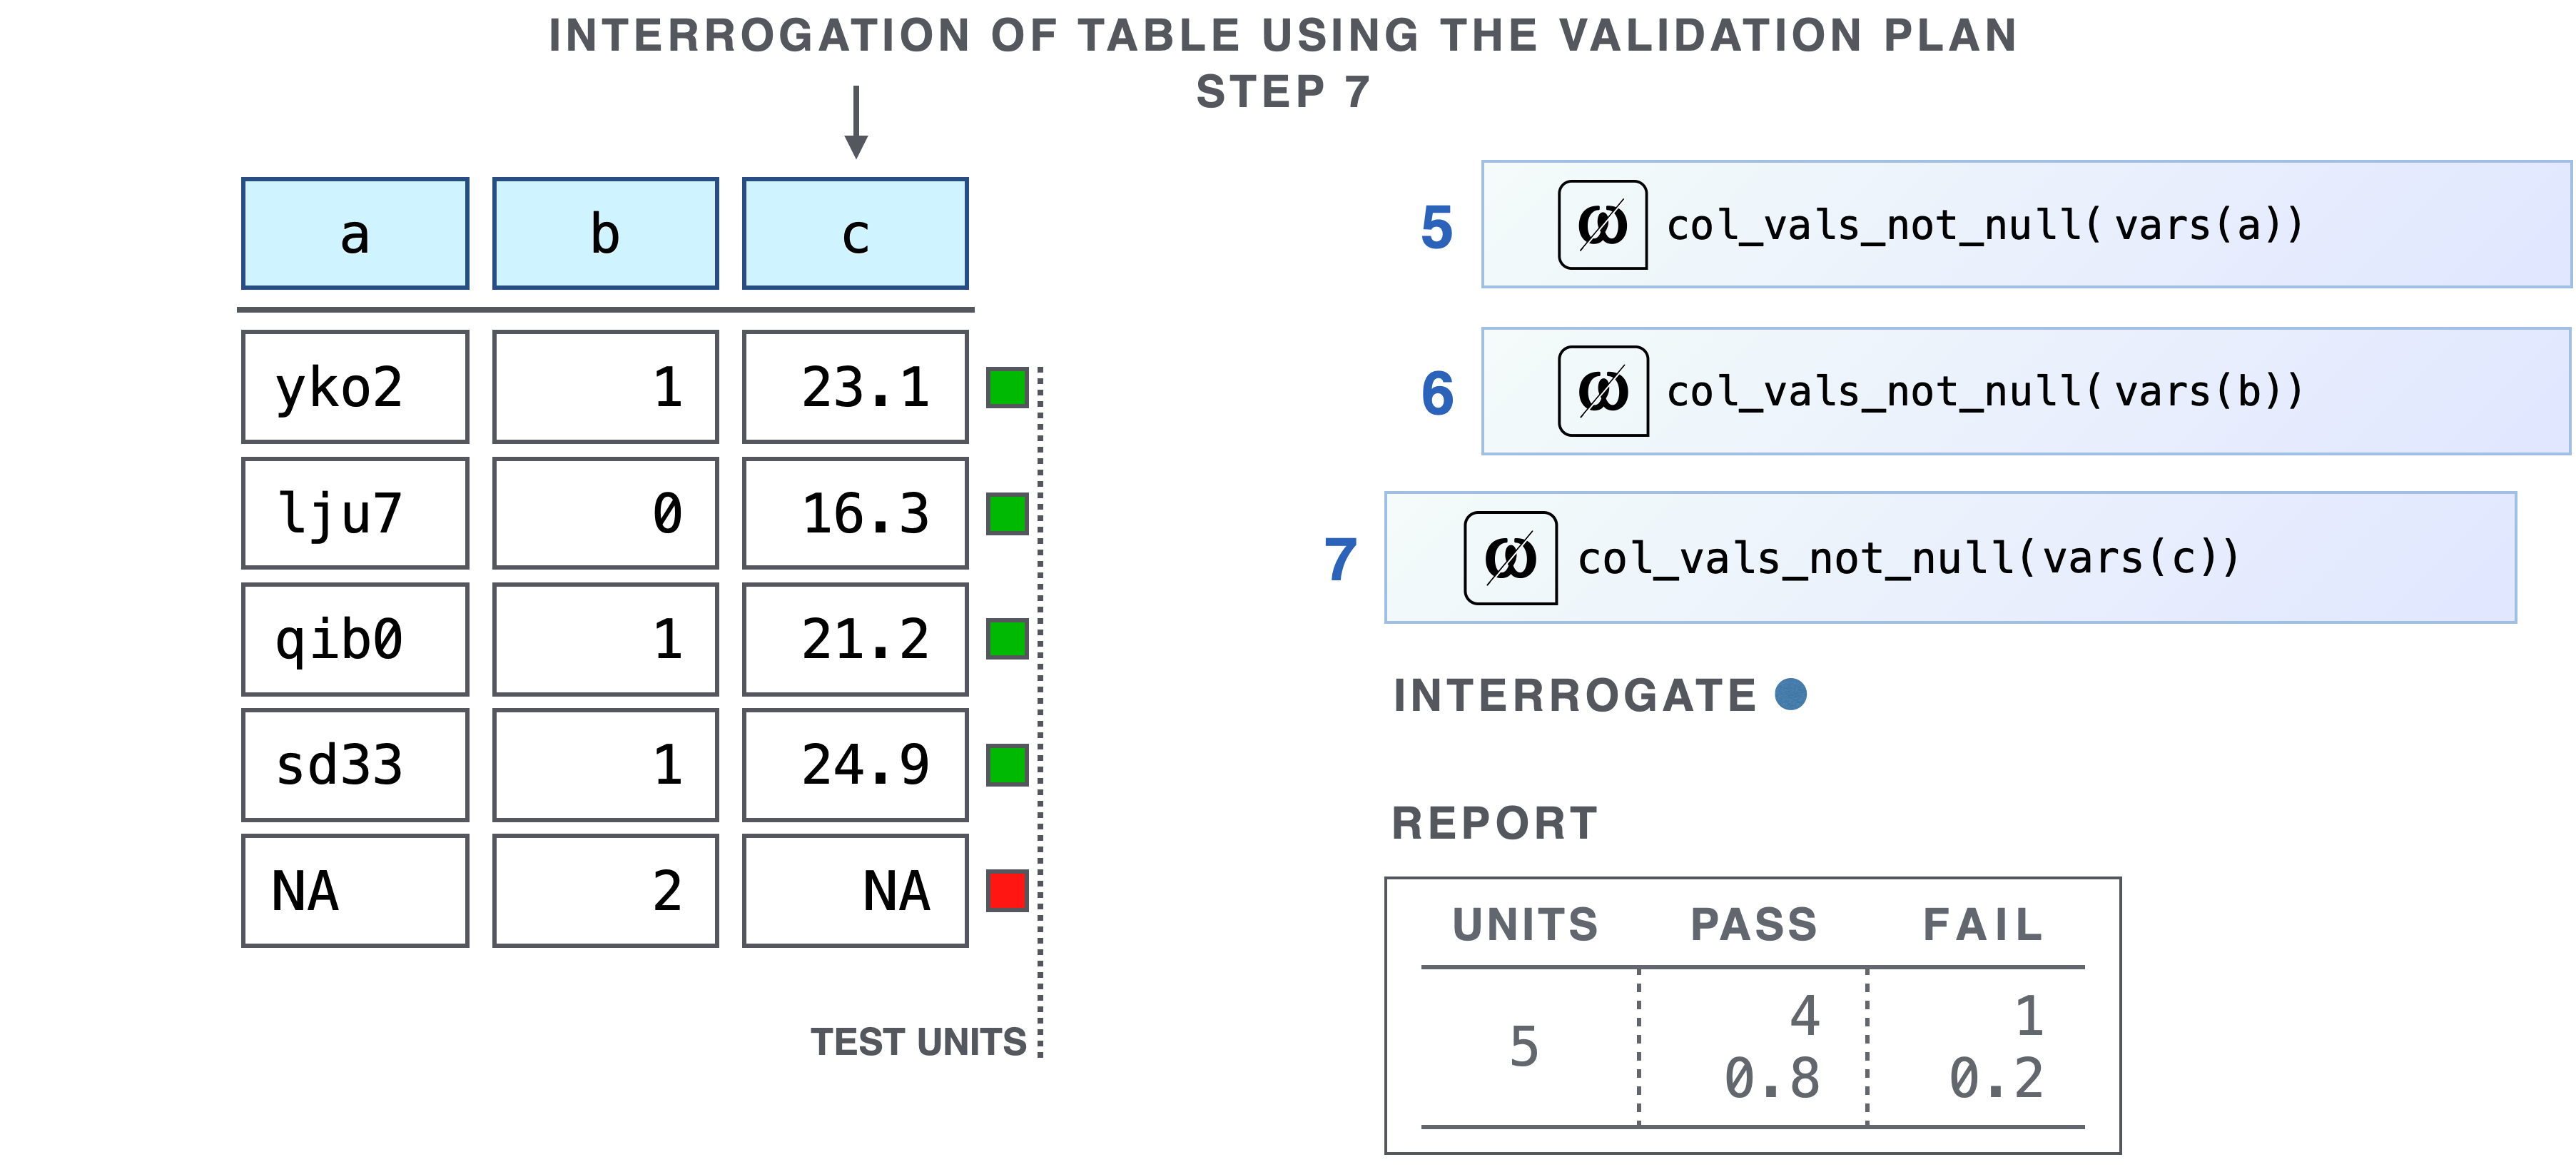 INTERROGATION OF TABLE USING THE VALIDATION PLAN
STEP 7
a b c
yko2 1 23.1
lju7 0 16.3
qib0 1 21.2
sd33 1 24.9
NA 2 NA
TEST UNITS
5 col_vals_not_null( vars(a))
6 col_vals_not_null( vars(b))
7 col_vals_not_null(vars(c))
INTERROGATE
REPORT
UNITS PASS FAIL
5
4 1
0.8 0.2